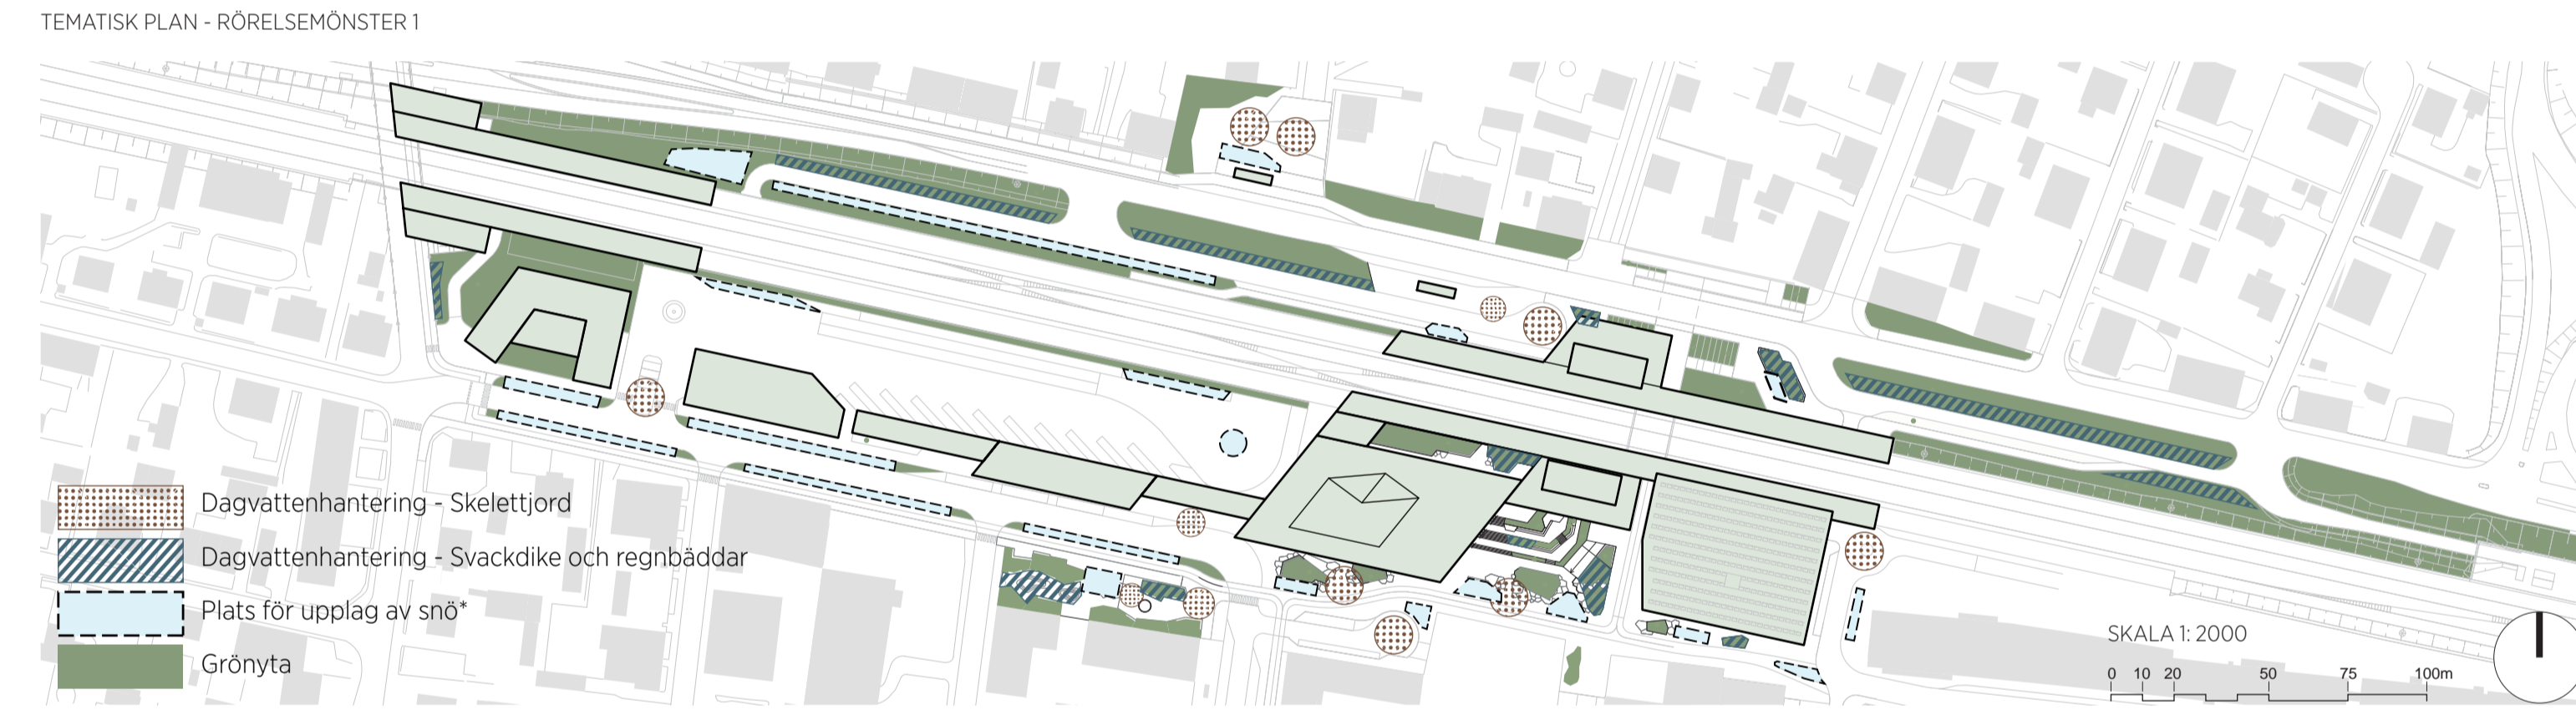 TEMATISK PLAN - RÖRELSEMÖNSTER 1
Dagvattenhantering - Skelettjord
Dagvattenhantering - Svackdike och regnbäddar
Plats för upplag av snö*
Grönyta
SKALA 1: 2000
0 10 20 50 75 100m